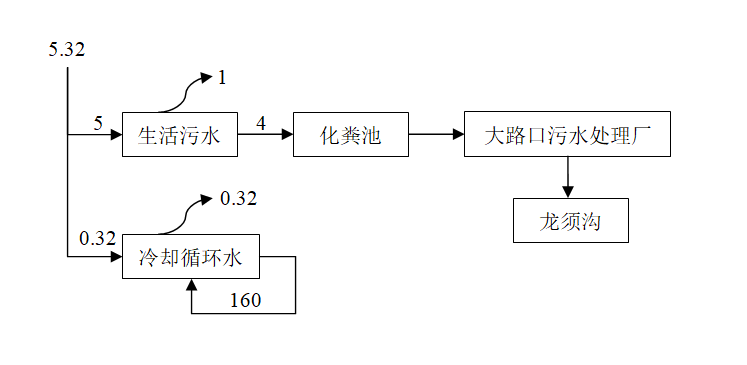 5.32
1
5
生活污水
4
化粪池
大路口污水处理厂
0.32
龙须沟
0.32
冷却循环水
160